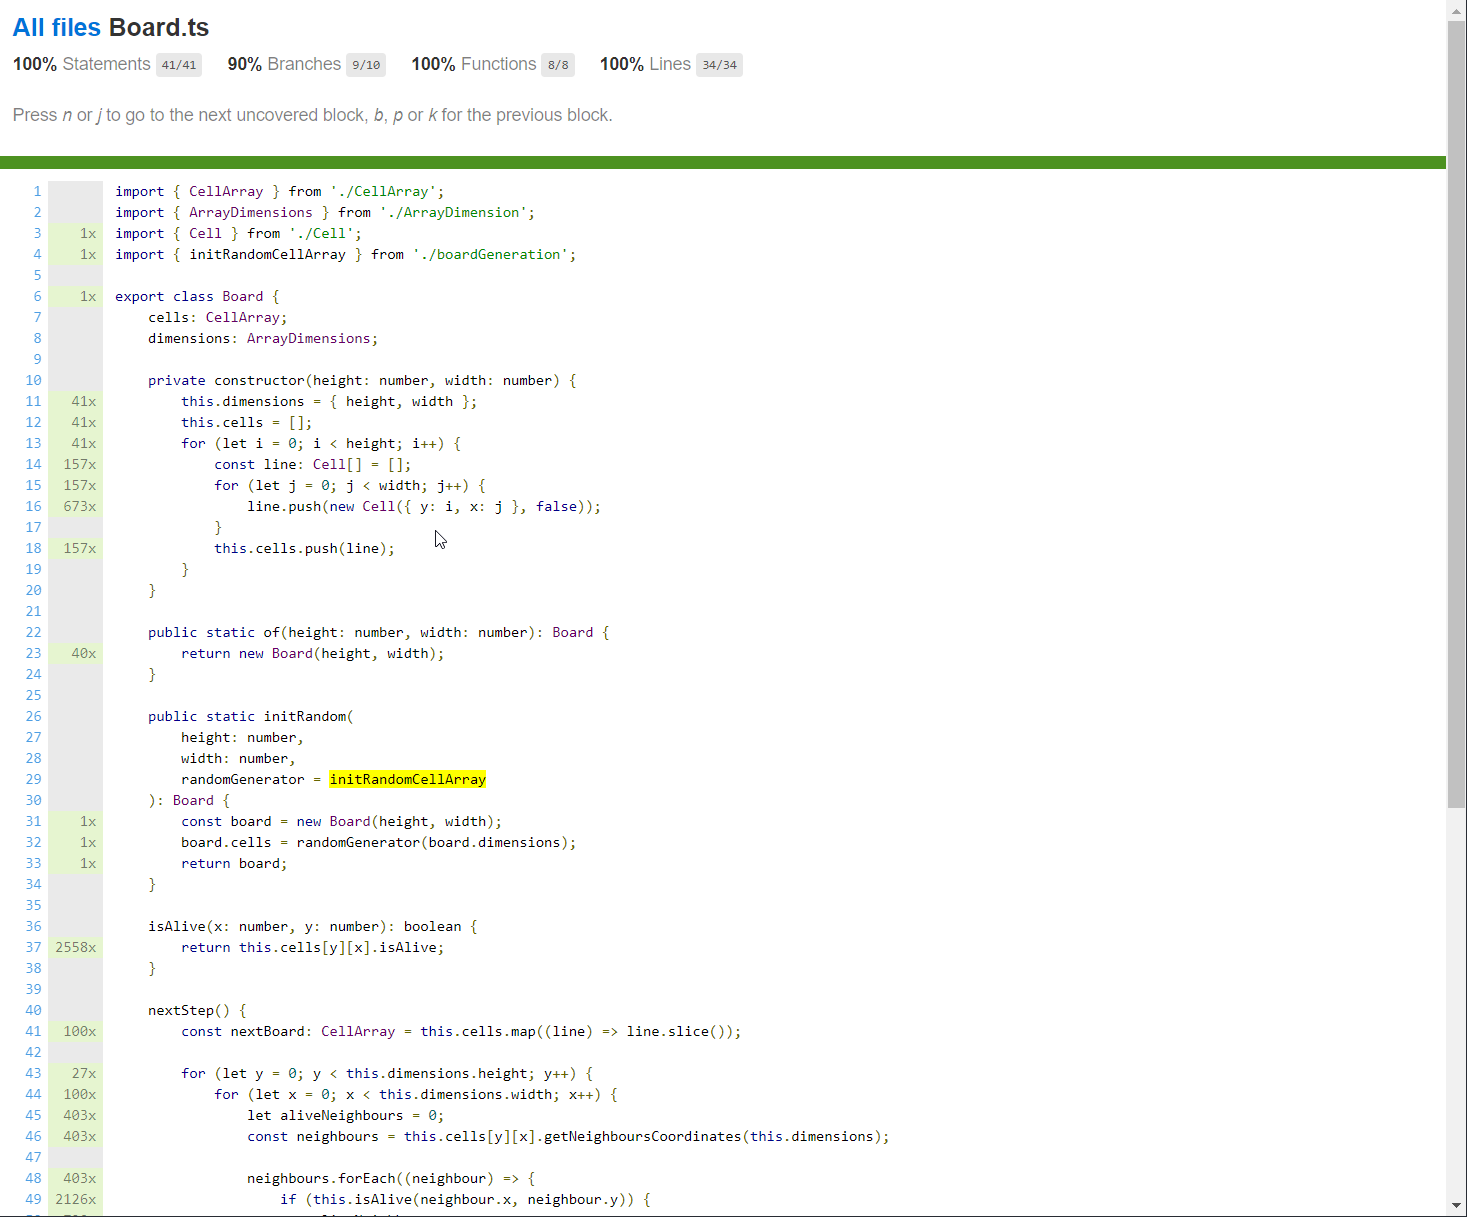 All files Board.ts
100% Statements 41/41 90% Branches 9/10 100% Functions 8/8 100% Lines 34/34
Press n or j to go to the next uncovered block, b, p or k for the previous block.
1 import { CellArray } from './CellArray';
2 import { ArrayDimensions } from './ArrayDimension';
3 1x import { Cell } from './Cell';
4 1x import { initRandomCellArray } from './boardGeneration';
5
6 1x export class Board {
7 cells: CellArray;
8 dimensions: ArrayDimensions;
9
10 private constructor(height: number, width: number) {
11 41x this.dimensions = { height, width };
12 41x this.cells = [];
13 41x for (let i = 0; i < height; i++) {
14 157x const line: Cell[] = [];
15 157x for (let j = 0; j < width; j++) {
16 673x line.push(new Cell({ y: i, x: j }, false));
17 }
18 157x this.cells.push(line);
19 }
20 }
21
22 public static of(height: number, width: number): Board {
23 40x return new Board(height, width);
24 }
25
26 public static initRandom(
27 height: number,
28 width: number,
29 randomGenerator = initRandomCellArray
30 ): Board {
31 1x const board = new Board(height, width);
32 1x board.cells = randomGenerator(board.dimensions);
33 1x return board;
34 }
35
36 isAlive(x: number, y: number): boolean {
37 2558x return this.cells[y][x].isAlive;
38 }
39
40 nextStep() {
41 100x const nextBoard: CellArray = this.cells.map((line) => line.slice());
42
43 27x for (let y = 0; y < this.dimensions.height; y++) {
44 100x for (let x = 0; x < this.dimensions.width; x++) {
45 403x let aliveNeighbours = 0;
46 403x const neighbours = this.cells[y][x].getNeighboursCoordinates(this.dimensions);
47
48 403x neighbours.forEach((neighbour) => {
49 2126x if (this.isAlive(neighbour.x, neighbour.y)) {